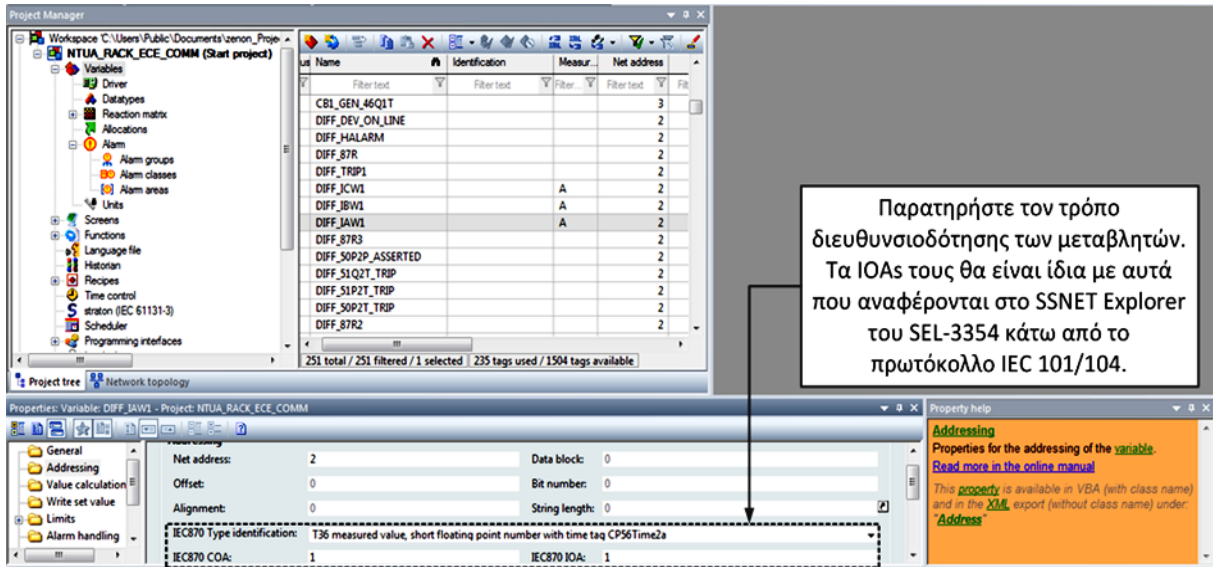 Project Manager
Workspace 'C:\Users\Public\Documents\zenon_Proje
NTUA_RACK_ECE_COMM (Start project)
Variables
Driver
Datatypes
Reaction matrix
Allocations
Alarm
Alarm groups
Alarm classes
Alarm areas
Units
Screens
Functions
Language file
Historian
Recipes
Time control
straton (IEC 61131-3)
Scheduler
Programming interfaces
Project tree
Network topology
us Name Identification Measur... Net address
Filter text Filter text Filter... Filter text Filt
CB1_GEN_46Q1T 3
DIFF_DEV_ON_LINE 2
DIFF_HALARM 2
DIFF_87R 2
DIFF_TRIP1 2
DIFF_ICW1 A 2
DIFF_IBW1 A 2
DIFF_IAW1 A 2
DIFF_87R3 2
DIFF_50P2P_ASSERTED 2
DIFF_51Q2T_TRIP 2
DIFF_51P2T_TRIP 2
DIFF_50P2T_TRIP 2
DIFF_87R2 2
251 total / 251 filtered / 1 selected 235 tags used / 1504 tags available
Παρατηρήστε τον τρόπο
διευθυνσιοδότησης των μεταβλητών.
Τα IOAs τους θα είναι ίδια με αυτά
που αναφέρονται στο SSNET Explorer
του SEL-3354 κάτω από το
πρωτόκολλο IEC 101/104.
Properties: Variable: DIFF_IAW1 - Project: NTUA_RACK_ECE_COMM
General
Addressing
Value calculation
Write set value
Limits
Alarm handling
Addressing
Net address: 2 Data block: 0
Offset: 0 Bit number: 0
Alignment: 0 String length: 0
IEC870 Type identification: T36 measured value, short floating point number with time tag CP56Time2a
IEC870 COA: 1 IEC870 IOA: 1
Property help
Addressing
Properties for the addressing of the variable.
Read more in the online manual
This property is available in VBA (with class name)
and in the XML export (without class name) under:
"Address"